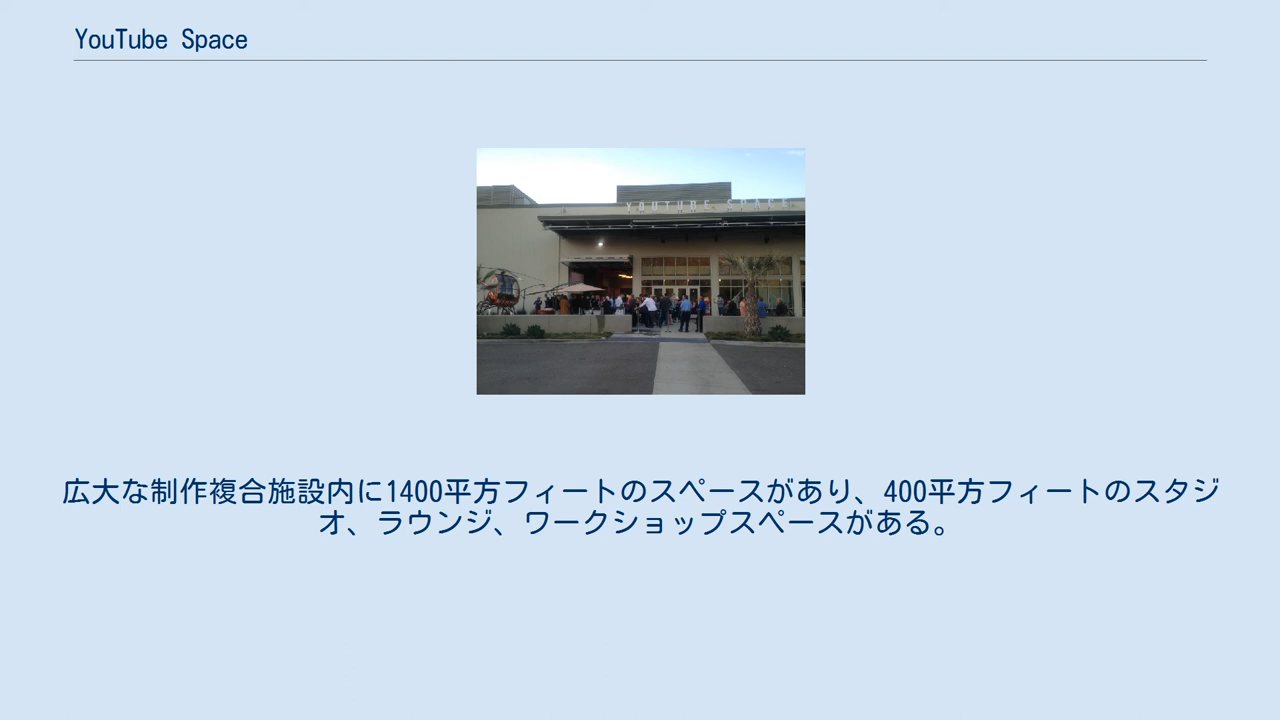 YouTube Space
YOUTUBE SPACE
広大な制作複合施設内に1400平方フィートのスペースがあり、400平方フィートのスタジ
オ、ラウンジ、ワークショップスペースがある。